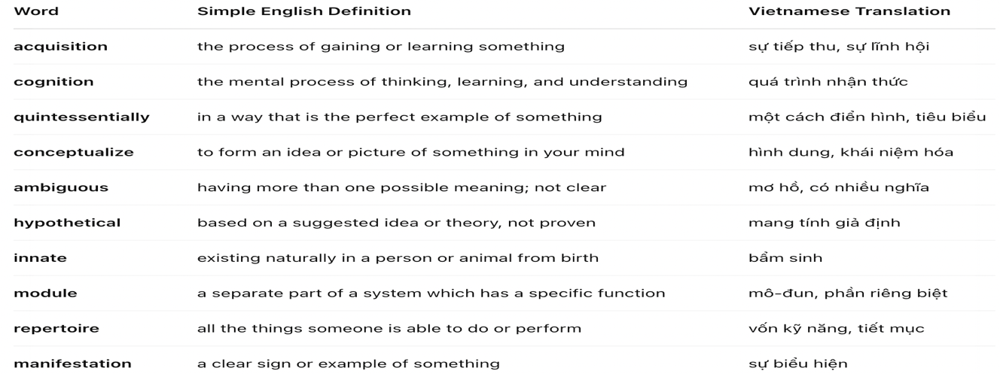 Word Simple English Definition Vietnamese Translation
acquisition the process of gaining or learning something sự tiếp thu, sự lĩnh hội
cognition the mental process of thinking, learning, and understanding quá trình nhận thức
quintessentially in a way that is the perfect example of something một cách điển hình, tiêu biểu
conceptualize to form an idea or picture of something in your mind hình dung, khái niệm hóa
ambiguous having more than one possible meaning; not clear mơ hồ, có nhiều nghĩa
hypothetical based on a suggested idea or theory, not proven mang tính giả định
innate existing naturally in a person or animal from birth bẩm sinh
module a separate part of a system which has a specific function mô-đun, phần riêng biệt
repertoire all the things someone is able to do or perform vốn kỹ năng, tiết mục
manifestation a clear sign or example of something sự biểu hiện